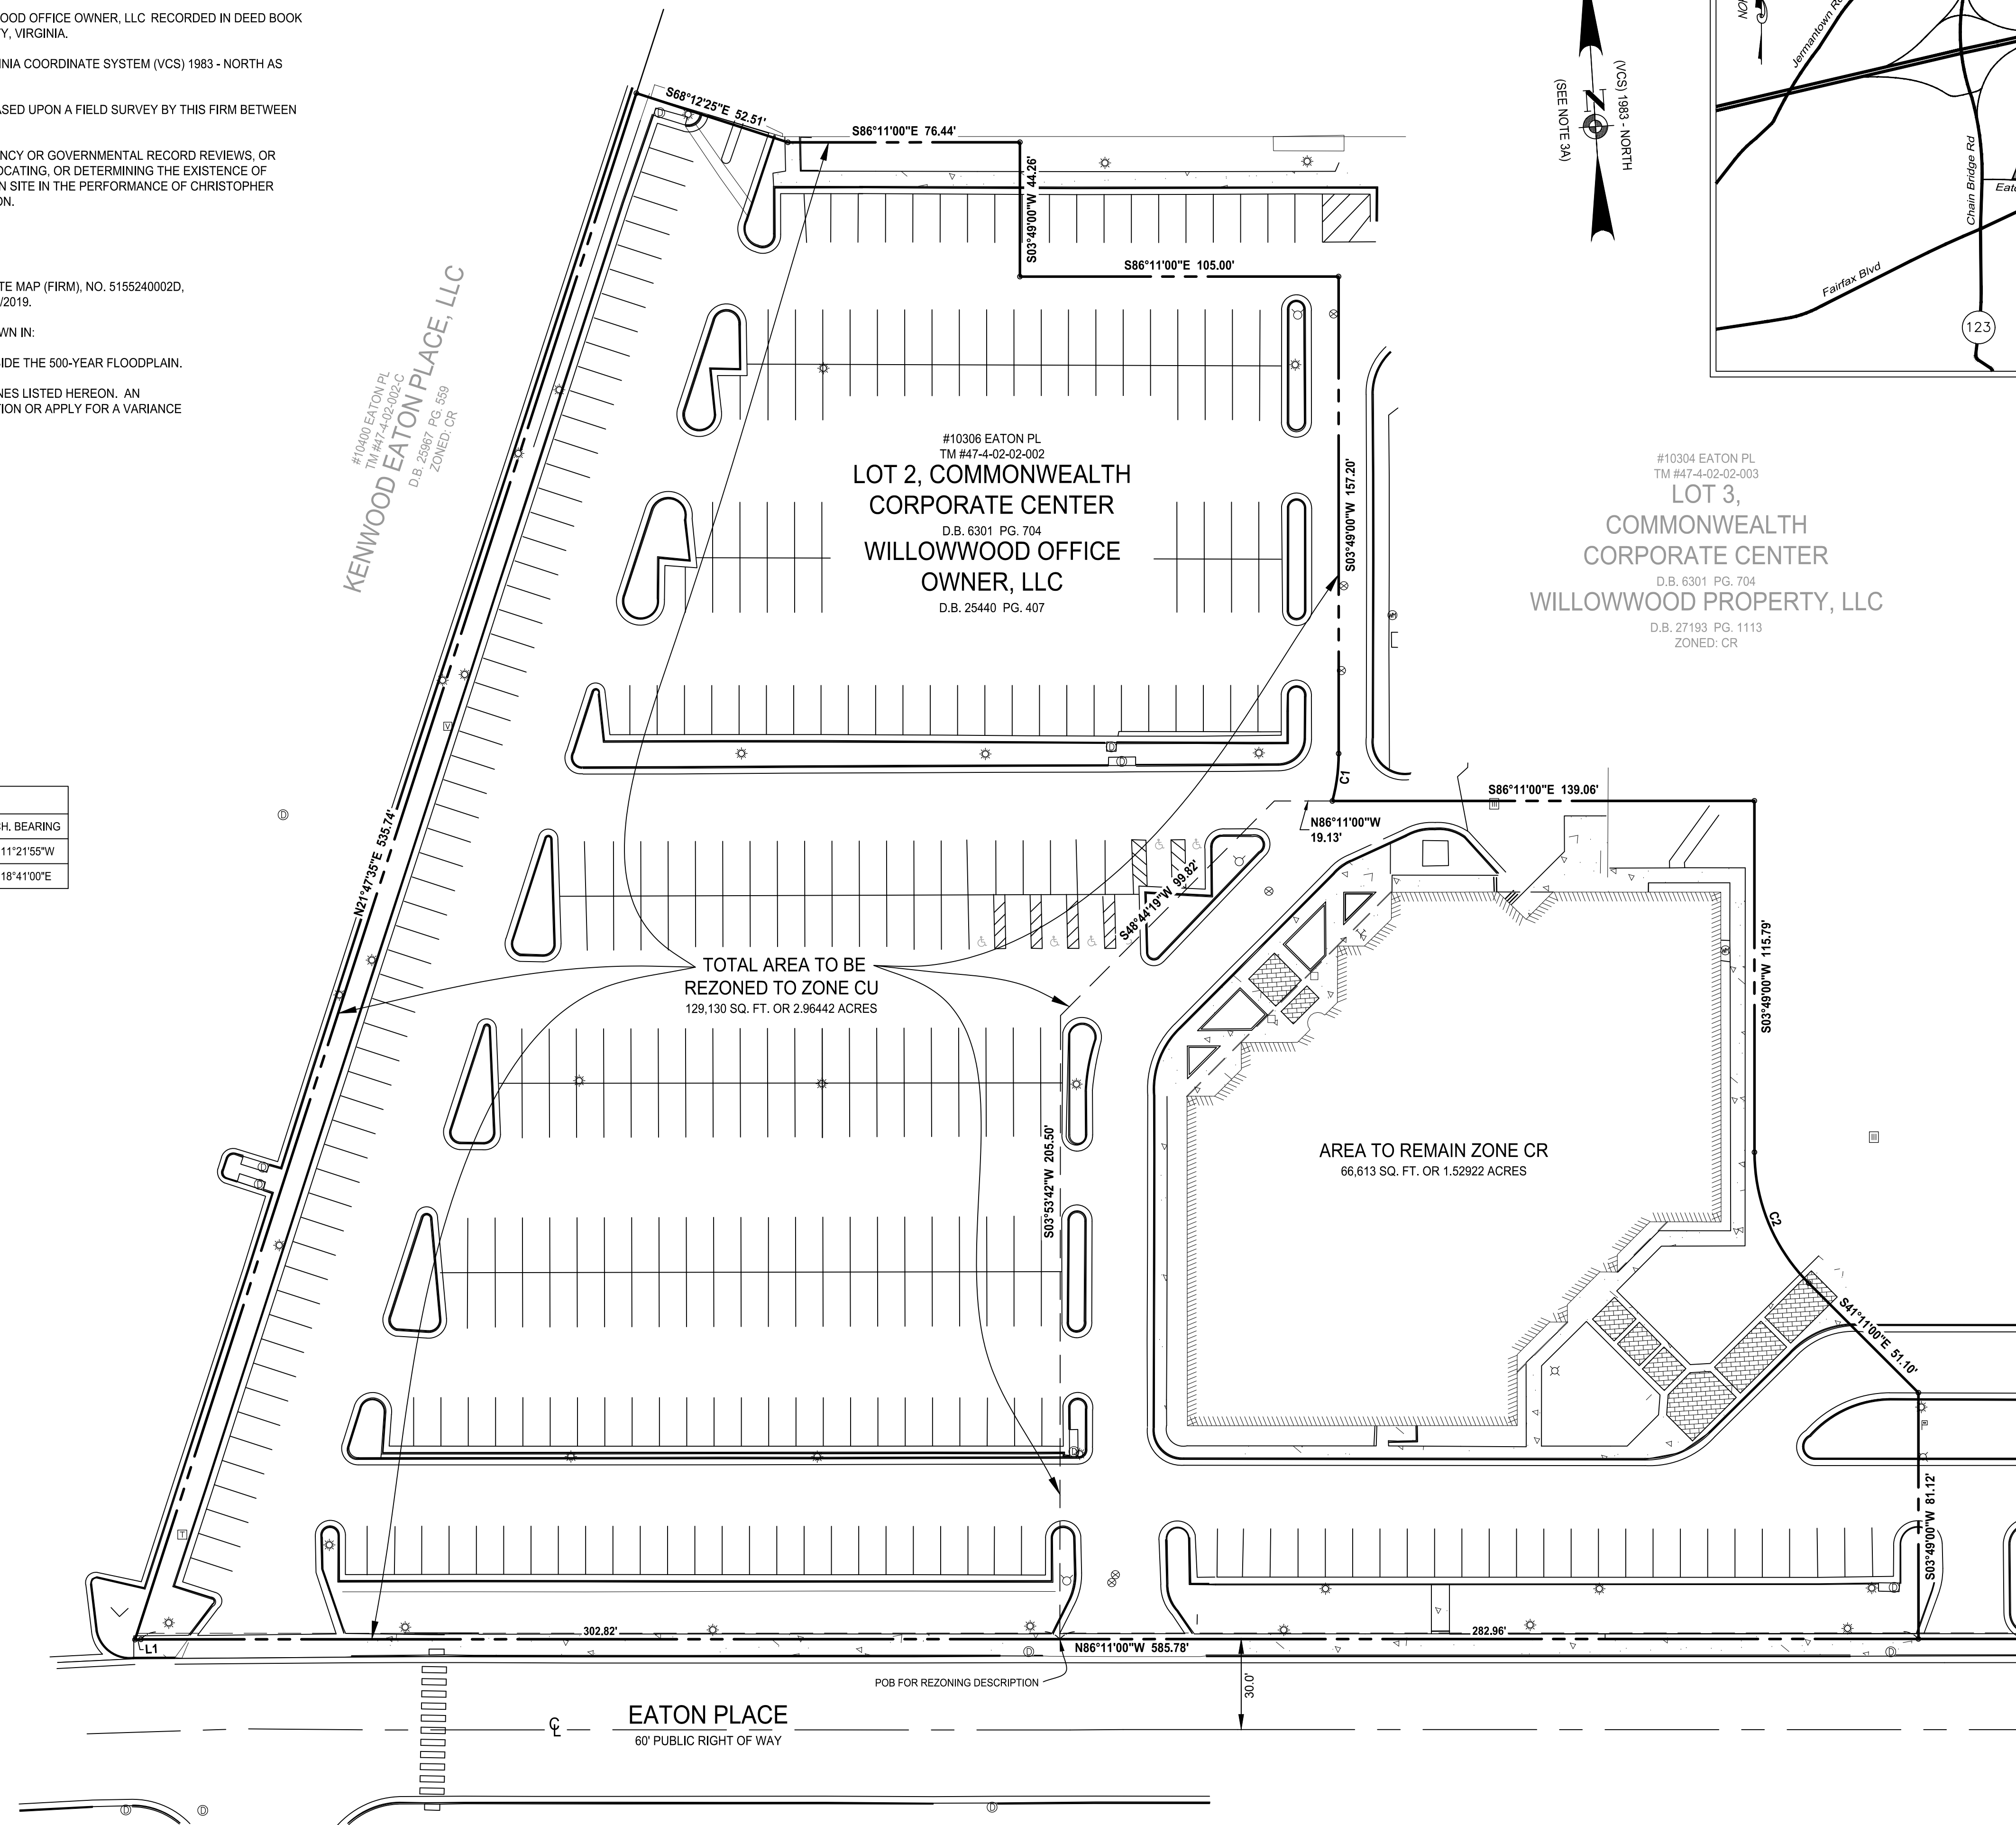 OOD OFFICE OWNER, LLC RECORDED IN DEED BOOK
TY, VIRGINIA.
INIA COORDINATE SYSTEM (VCS) 1983 - NORTH AS
ASED UPON A FIELD SURVEY BY THIS FIRM BETWEEN
NCY OR GOVERNMENTAL RECORD REVIEWS, OR
OCATING, OR DETERMINING THE EXISTENCE OF
N SITE IN THE PERFORMANCE OF CHRISTOPHER
ON.
TE MAP (FIRM), NO. 5155240002D,
/2019.
WN IN:
SIDE THE 500-YEAR FLOODPLAIN.
NES LISTED HEREON. AN
TION OR APPLY FOR A VARIANCE
CH. BEARING
11°21'55"W
18°41'00"E
S68°12'25"E 52.51'
S86°11'00"E 76.44'
S03°49'00"W 44.26'
S86°11'00"E 105.00'
(VCS) 1983 - NORTH
(SEE NOTE 3A)
NOR
Jermantown R
Chain Bridge Rd
Eato
Fairfax Blvd
123
#10400 EATON PL
TM #47-4-02-002-C
KENWOOD EATON PLACE, LLC
D.B. 25967 PG. 559
ZONED: CR
#10306 EATON PL
TM #47-4-02-02-002
LOT 2, COMMONWEALTH
CORPORATE CENTER
D.B. 6301 PG. 704
WILLOWWOOD OFFICE
OWNER, LLC
D.B. 25440 PG. 407
S03°49'00"W 157.20'
#10304 EATON PL
TM #47-4-02-02-003
LOT 3,
COMMONWEALTH
CORPORATE CENTER
D.B. 6301 PG. 704
WILLOWWOOD PROPERTY, LLC
D.B. 27193 PG. 1113
ZONED: CR
V
D
D
D
D
C1
S86°11'00"E 139.06'
N86°11'00"W
19.13'
N21°47'35"E 535.74'
S48°44'19"W 99.82'
TOTAL AREA TO BE
REZONED TO ZONE CU
129,130 SQ. FT. OR 2.96442 ACRES
S03°49'00"W 115.79'
S03°53'42"W 205.50'
AREA TO REMAIN ZONE CR
66,613 SQ. FT. OR 1.52922 ACRES
C2
S41°11'00"E 51.10'
S03°49'00"W 81.12'
T
D
D
L1
302.82'
N86°11'00"W 585.78'
282.96'
D
D
POB FOR REZONING DESCRIPTION
30.0'
EATON PLACE
60' PUBLIC RIGHT OF WAY
D
D
D